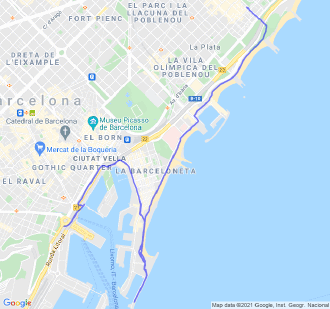 EL PARC I LA
LLACUNA DEL
POBLENOU
FORT PIENC
La Plata
DRETA DE
L'EIXAMPLE
LA VILA
OLÍMPICA DEL
POBLENOU
Av. d'Icària
B-10
arcelona
Museu Picasso
de Barcelona
Catedral de Barcelona
EL BORN
Mercat de la Boqueria
CIUTAT VELLA
GOTHIC QUARTER
LA BARCELONETA
EL RAVAL
Ronda Litoral
Google
Map data ©2021 Google, Inst. Geogr. Nacional